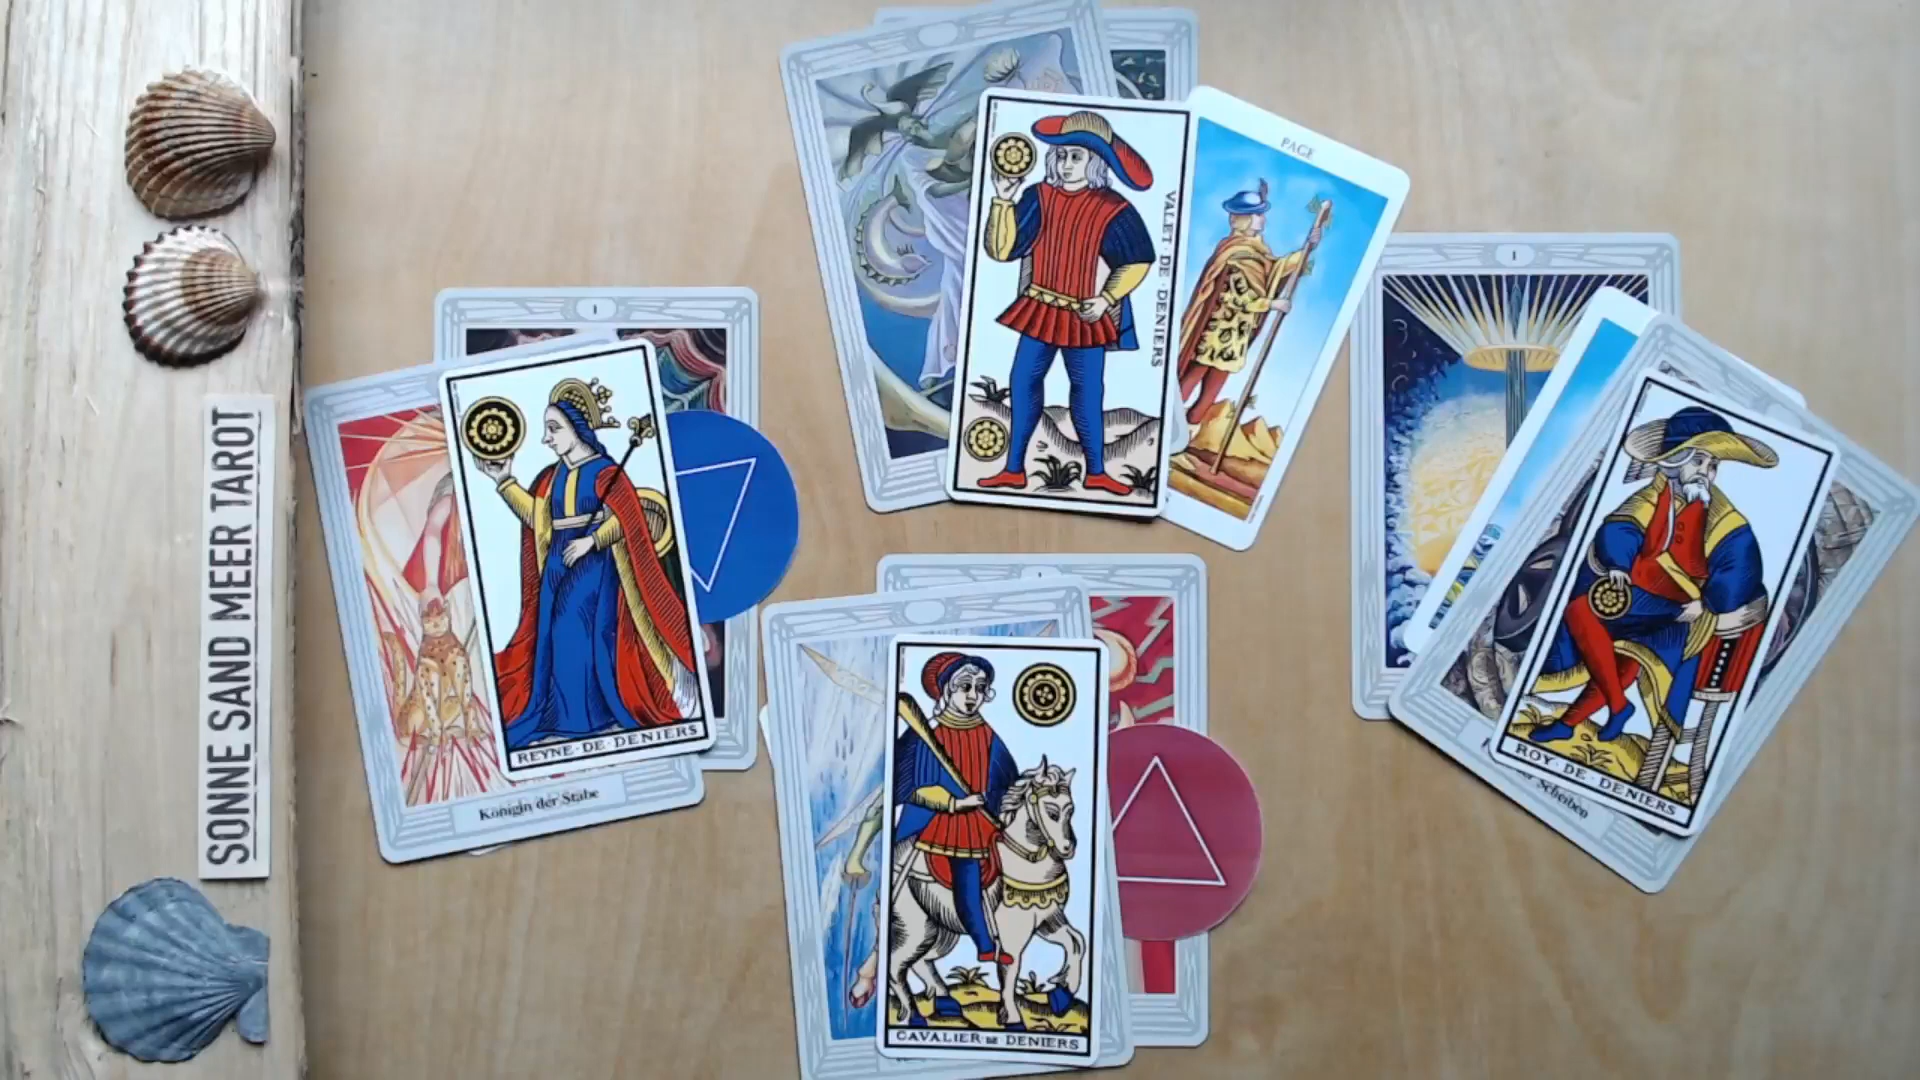 SONNE SAND MEER TAROT
I
REYNE·DE·DENIERS
Königin der Stäbe
VALET·DE·DENIERS
PAGE
CAVALIER DE DENIERS
I
ROY·DE·DENIERS
der Scheiben